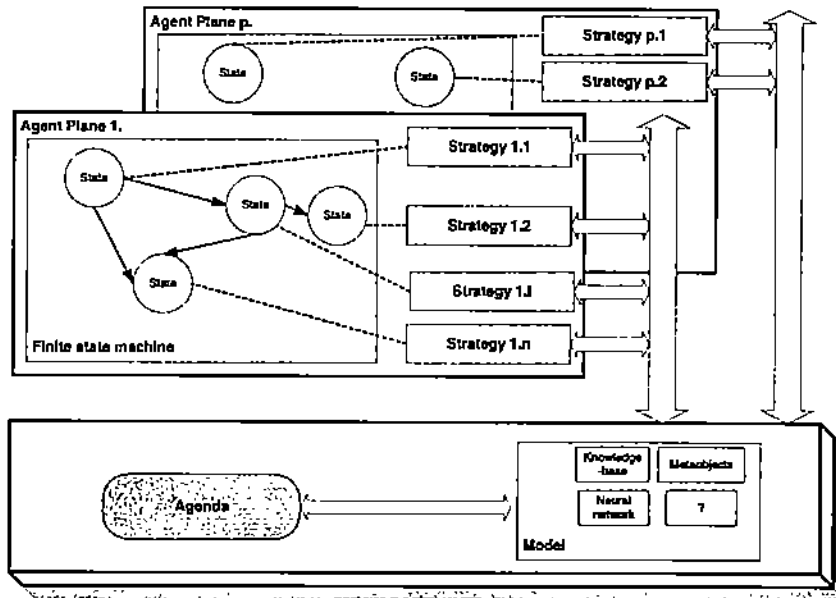 Agent Plane p.
State
State
Strategy p.1
Strategy p.2
Agent Plane 1.
State
State
State
State
Strategy 1.1
Strategy 1.2
Strategy 1.i
Strategy 1.n
Finite state machine
Agenda
Knowledge
-base
Metaobjects
Neural
network
?
Model